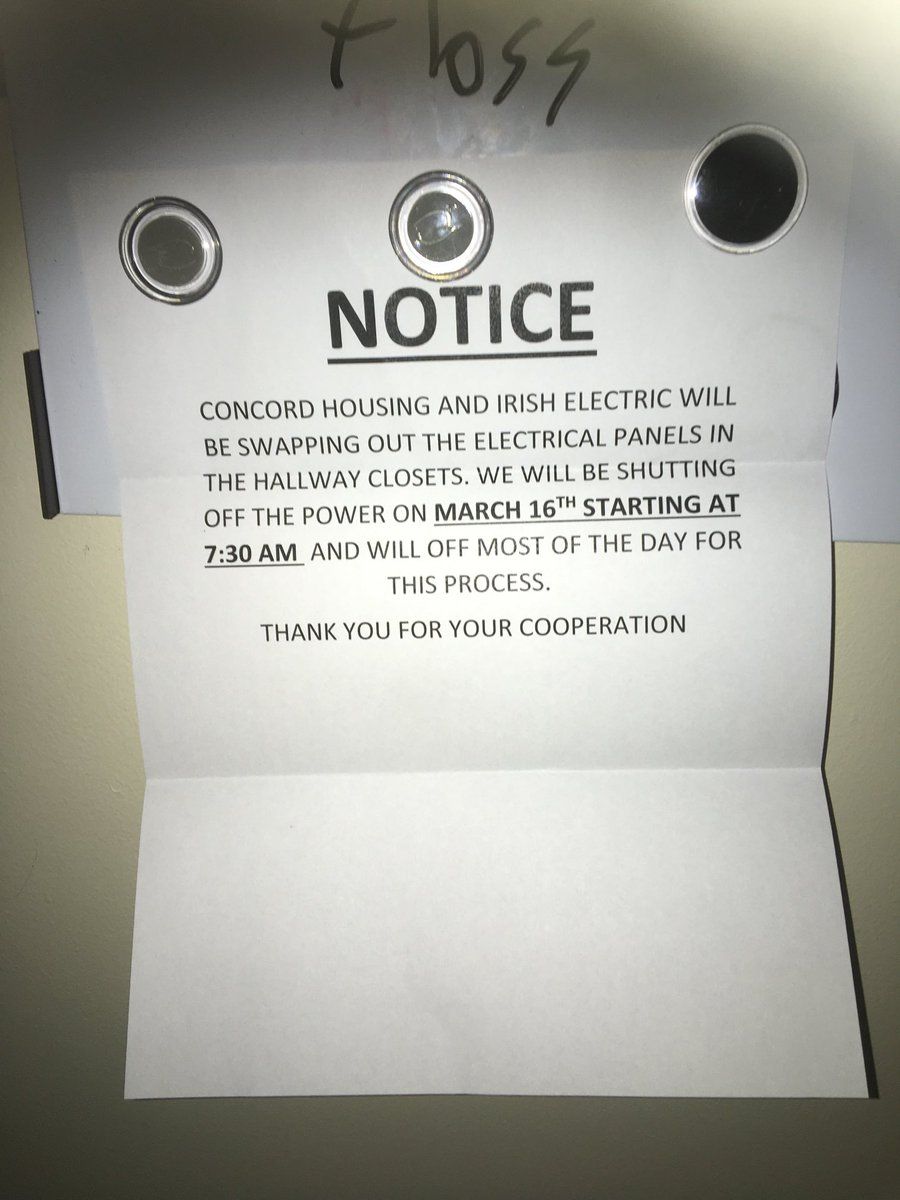 floss
NOTICE
CONCORD HOUSING AND IRISH ELECTRIC WILL
BE SWAPPING OUT THE ELECTRICAL PANELS IN
THE HALLWAY CLOSETS. WE WILL BE SHUTTING
OFF THE POWER ON MARCH 16TH STARTING AT
7:30 AM AND WILL OFF MOST OF THE DAY FOR
THIS PROCESS.
THANK YOU FOR YOUR COOPERATION